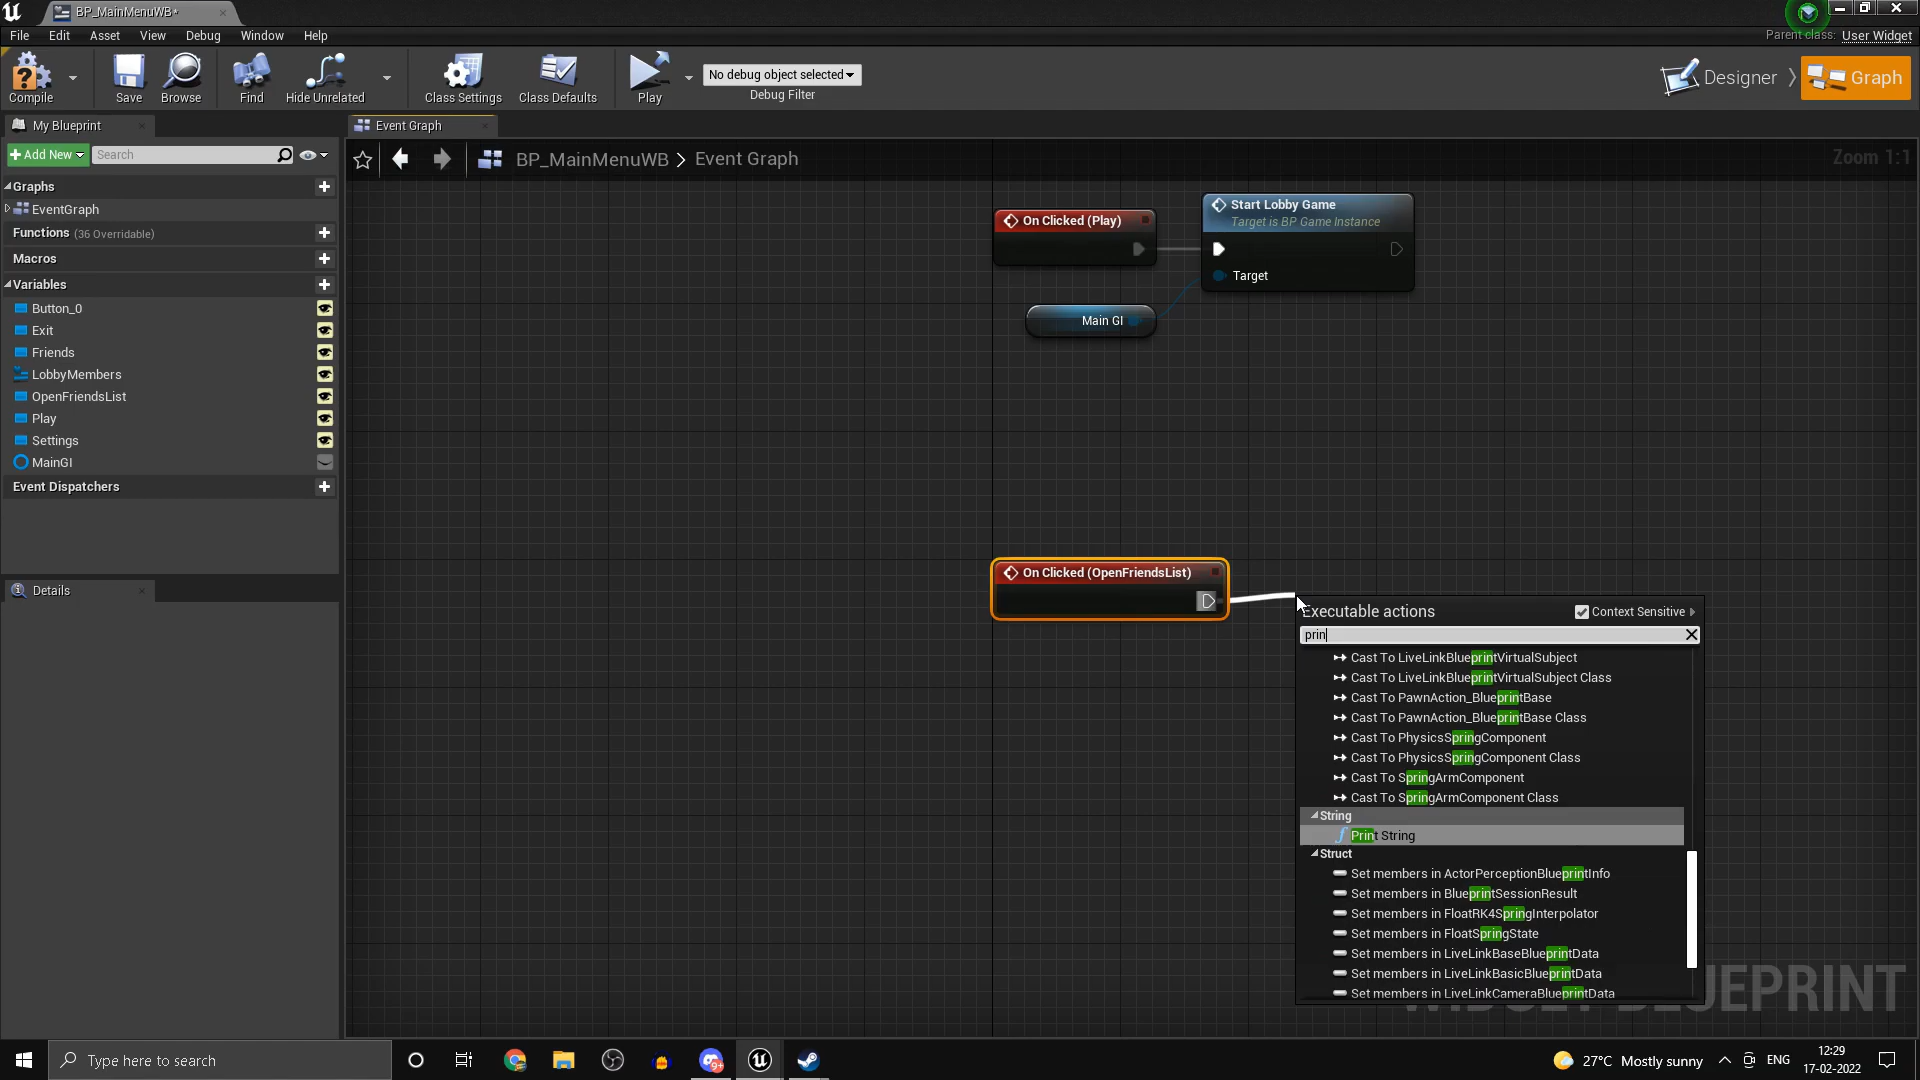 BP_MainMenuWB*
File Edit Asset View Debug Window Help
Parent class: User Widget
Compile Save Browse Find Hide Unrelated Class Settings Class Defaults Play
No debug object selected
Debug Filter
Designer Graph
My Blueprint
Event Graph
Add New Search
BP_MainMenuWB > Event Graph
Zoom 1:1
Graphs
EventGraph
Functions (36 Overridable)
Macros
Variables
Button_0
Exit
Friends
LobbyMembers
OpenFriendsList
Play
Settings
MainGI
Event Dispatchers
Details
On Clicked (Play)
Start Lobby Game
Target is BP Game Instance
Target
Main GI
On Clicked (OpenFriendsList)
Executable actions
Context Sensitive
prin
Cast To LiveLinkBlueprintVirtualSubject
Cast To LiveLinkBlueprintVirtualSubject Class
Cast To PawnAction_BlueprintBase
Cast To PawnAction_BlueprintBase Class
Cast To PhysicsSpringComponent
Cast To PhysicsSpringComponent Class
Cast To SpringArmComponent
Cast To SpringArmComponent Class
String
Print String
Struct
Set members in ActorPerceptionBlueprintInfo
Set members in BlueprintSessionResult
Set members in FloatRK4SpringInterpolator
Set members in FloatSpringState
Set members in LiveLinkBaseBlueprintData
Set members in LiveLinkBasicBlueprintData
Set members in LiveLinkCameraBlueprintData
Type here to search
9+
27°C Mostly sunny
ENG
12:29
17-02-2022